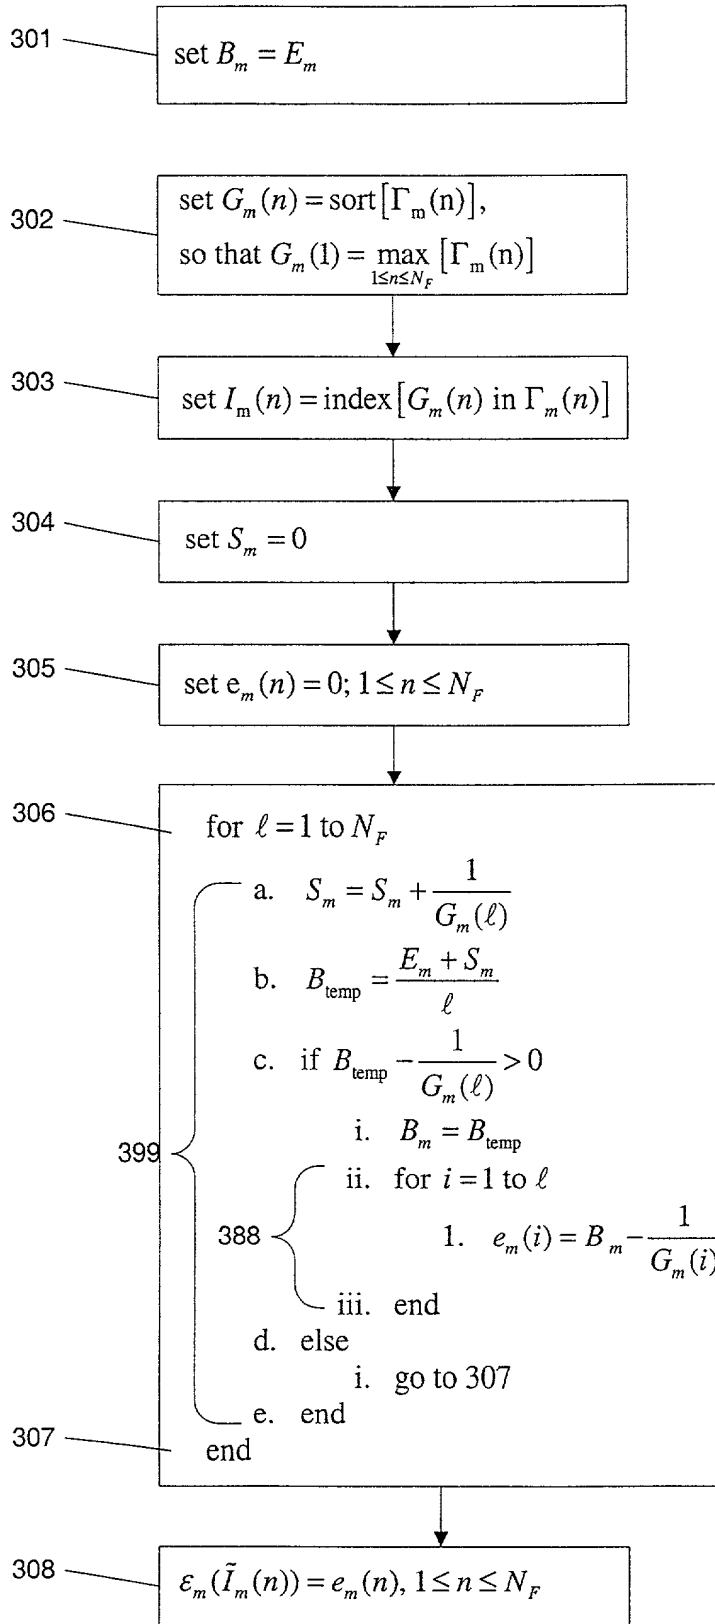 301
set B_m = E_m
302
set G_m(n) = sort[Γ_m(n)],
so that G_m(1) = max_{1≤n≤N_F} [Γ_m(n)]
303
set I_m(n) = index[G_m(n) in Γ_m(n)]
304
set S_m = 0
305
set e_m(n) = 0; 1 ≤ n ≤ N_F
306
for ℓ = 1 to N_F
a. S_m = S_m + 1/G_m(ℓ)
b. B_temp = (E_m + S_m)/ℓ
c. if B_temp − 1/G_m(ℓ) > 0
i. B_m = B_temp
399
ii. for i = 1 to ℓ
388
1. e_m(i) = B_m − 1/G_m(i)
iii. end
d. else
i. go to 307
e. end
307
end
308
ε_m(Ĩ_m(n)) = e_m(n), 1 ≤ n ≤ N_F